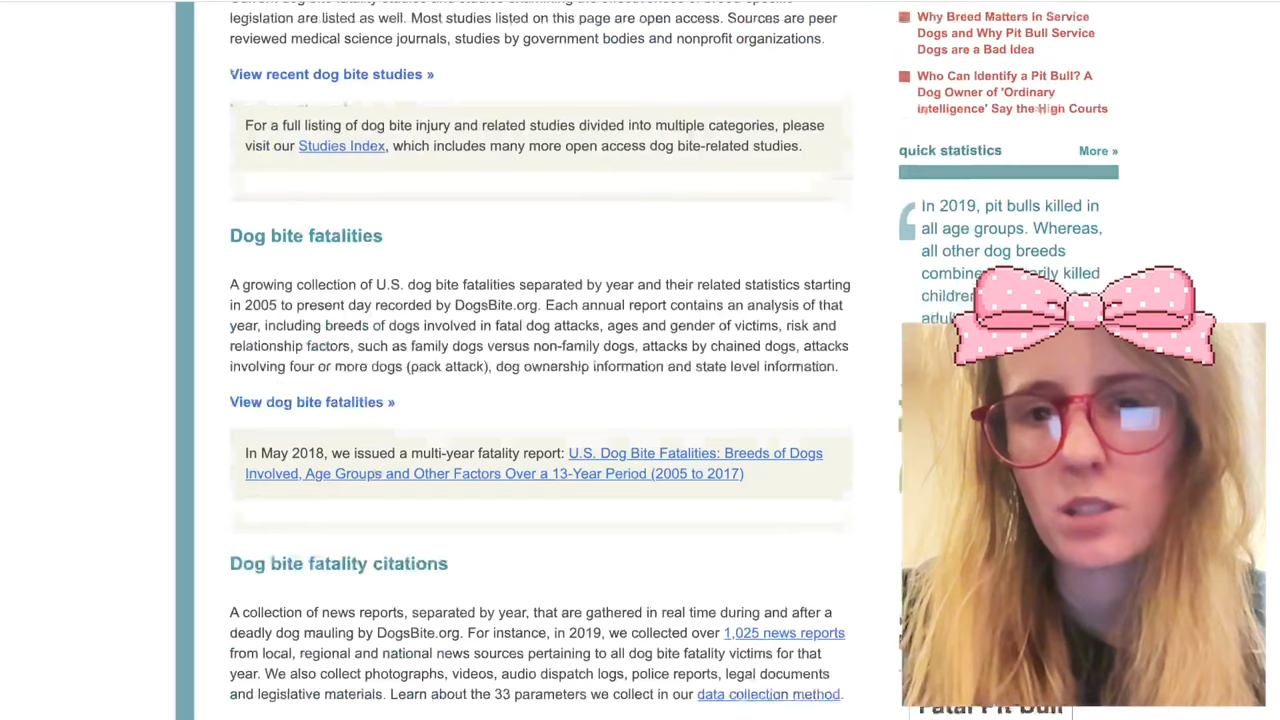 legislation are listed as well. Most studies listed on this page are open access. Sources are peer
reviewed medical science journals, studies by government bodies and nonprofit organizations.
View recent dog bite studies »
For a full listing of dog bite injury and related studies divided into multiple categories, please
visit our Studies Index, which includes many more open access dog bite-related studies.
Dog bite fatalities
A growing collection of U.S. dog bite fatalities separated by year and their related statistics starting
in 2005 to present day recorded by DogsBite.org. Each annual report contains an analysis of that
year, including breeds of dogs involved in fatal dog attacks, ages and gender of victims, risk and
relationship factors, such as family dogs versus non-family dogs, attacks by chained dogs, attacks
involving four or more dogs (pack attack), dog ownership information and state level information.
View dog bite fatalities »
In May 2018, we issued a multi-year fatality report: U.S. Dog Bite Fatalities: Breeds of Dogs
Involved, Age Groups and Other Factors Over a 13-Year Period (2005 to 2017)
Dog bite fatality citations
A collection of news reports, separated by year, that are gathered in real time during and after a
deadly dog mauling by DogsBite.org. For instance, in 2019, we collected over 1,025 news reports
from local, regional and national news sources pertaining to all dog bite fatality victims for that
year. We also collect photographs, videos, audio dispatch logs, police reports, legal documents
and legislative materials. Learn about the 33 parameters we collect in our data collection method.
Why Breed Matters in Service
Dogs and Why Pit Bull Service
Dogs are a Bad Idea
Who Can Identify a Pit Bull? A
Dog Owner of 'Ordinary
Intelligence' Say the High Courts
quick statistics
More »
In 2019, pit bulls killed in
all age groups. Whereas,
all other dog breeds
killed